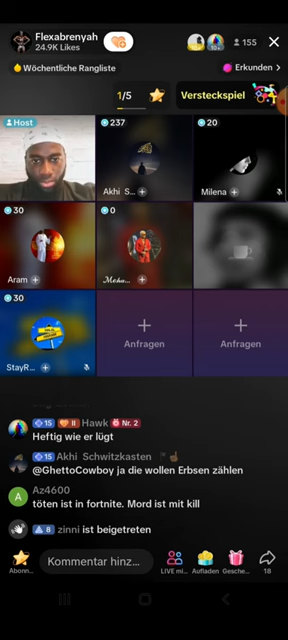 Flexabrenyah
24.9K Likes
155
Wöchentliche Rangliste
Erkunden >
1/5
Versteckspiel
Host
237
20
Akhi S...
Milena
30
0
Aram
30
StayR...
Anfragen
Anfragen
15 II Hawk Nr. 2
Heftig wie er lügt
15 Akhi Schwitzkasten
@GhettoCowboy ja die wollen Erbsen zählen
A
Az4600
töten ist in fortnite. Mord ist mit kill
8 zinni ist beigetreten
Kommentar hinz...
Abonn..
LIVE mi...
Aufladen
Gesche...
18